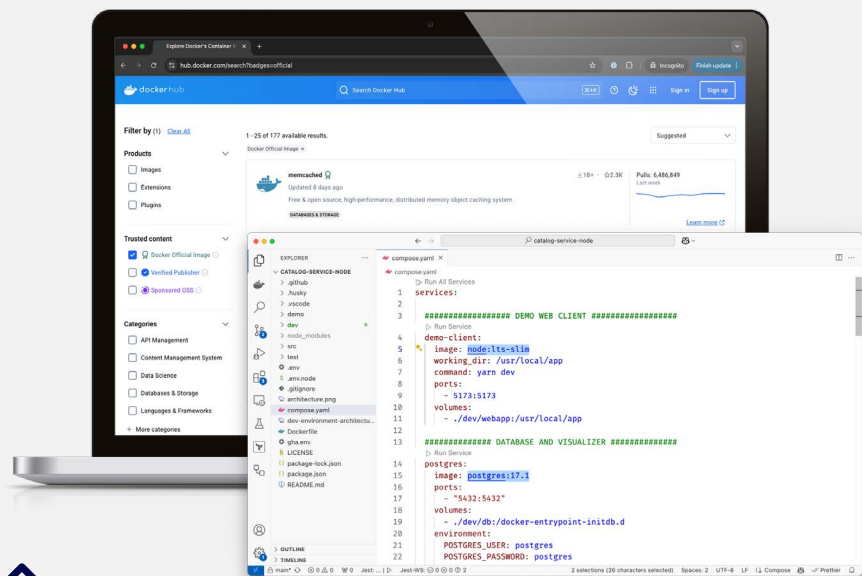 Explore Docker's Container
hub.docker.com/search?badges=official
Incognito
Finish update
dockerhub
Search Docker Hub
⌘+K
Sign in
Sign up
Filter by (1) Clear All
1 - 25 of 177 available results.
Suggested
Docker Official Image ×
Products
Images
Extensions
Plugins
memcached
Updated 8 days ago
Free & open source, high-performance, distributed memory object caching system.
DATABASES & STORAGE
1B+ · 2.3K
Pulls: 6,486,849
Last week
Learn more
Trusted content
Docker Official Image
Verified Publisher
Sponsored OSS
Categories
API Management
Content Management System
Data Science
Databases & Storage
Languages & Frameworks
+ More categories
catalog-service-node
EXPLORER
CATALOG-SERVICE-NODE
> .github
> .husky
> .vscode
> demo
> dev
> node_modules
> src
> test
.env
.env.node
.gitignore
architecture.png
compose.yaml
dev-environment-architectu...
Dockerfile
gha.env
LICENSE
package-lock.json
package.json
README.md
> OUTLINE
> TIMELINE
compose.yaml ×
compose.yaml
Run All Services
1 services:
2
3 ################## DEMO WEB CLIENT ##################
Run Service
4 demo-client:
5 image: node:lts-slim
6 working_dir: /usr/local/app
7 command: yarn dev
8 ports:
9 - 5173:5173
10 volumes:
11 - ./dev/webapp:/usr/local/app
12
13 ############## DATABASE AND VISUALIZER ##############
Run Service
14 postgres:
15 image: postgres:17.1
16 ports:
17 - "5432:5432"
18 volumes:
19 - ./dev/db:/docker-entrypoint-initdb.d
20 environment:
21 POSTGRES_USER: postgres
22 POSTGRES_PASSWORD: postgres
main* 0 0 0 Jest: ... Jest-WS: 0 0 2 2 selections (26 characters selected) Spaces: 2 UTF-8 LF Compose Prettier